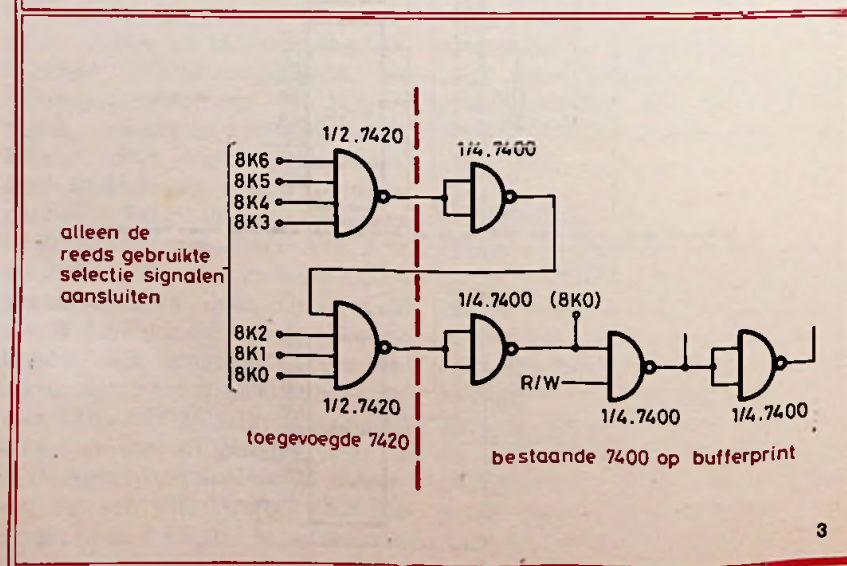 1/2.7420
1/4.7400
8K6
8K5
8K4
8K3
alleen de
reeds gebruikte
selectie signalen
aansluiten
1/4.7400 (8K0)
8K2
8K1
8K0
R/W
1/2.7420
1/4.7400
1/4.7400
toegevoegde 7420
bestaande 7400 op bufferprint
3